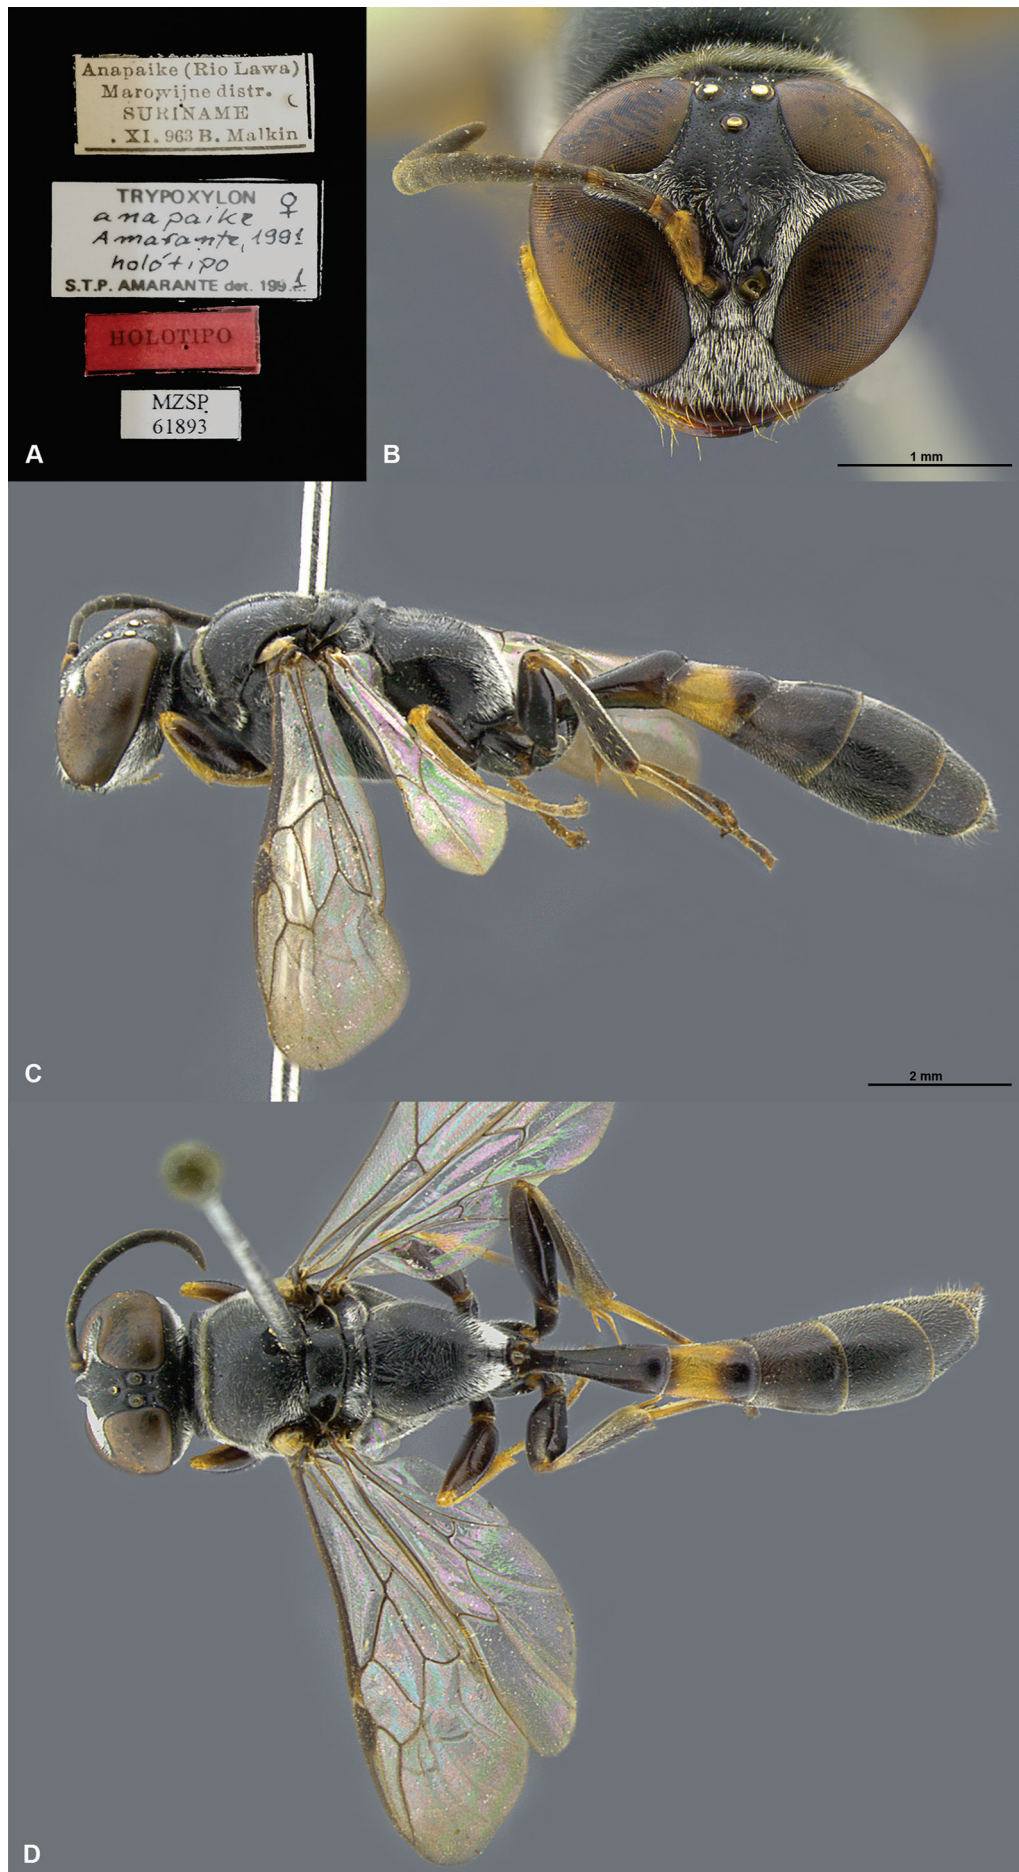 Anapaike (Rio Lawa)
Marowijne distr.
SURINAME
. XI. 963 B. Malkin
TRYPOXYLON ♀
anapaike
Amarante, 1991
holótipo
S.T.P. AMARANTE det. 1991
HOLOTIPO
MZSP
61893
A
B
1 mm
C
2 mm
D